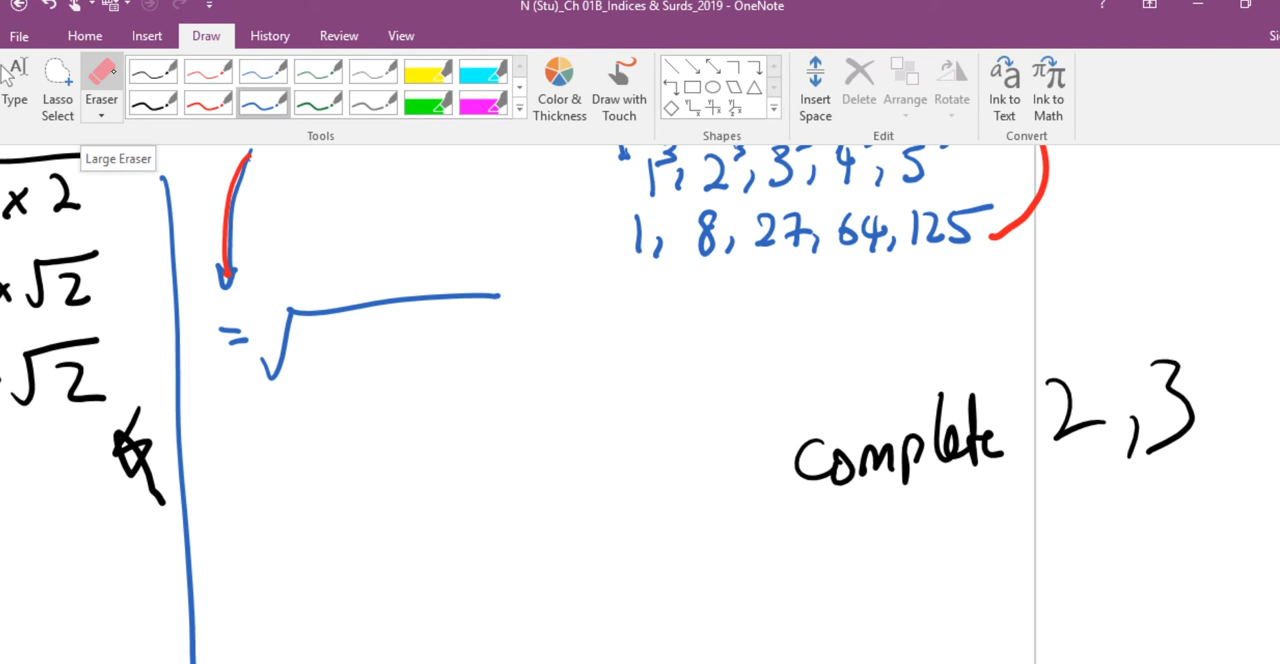 N (Stu)_Ch 01B_Indices & Surds_2019 - OneNote
File Home Insert Draw History Review View
Type
Lasso Select
Eraser
Color & Thickness
Draw with Touch
Insert Space
Delete
Arrange
Rotate
Ink to Text
Ink to Math
Tools
Shapes
Edit
Convert
Large Eraser
x 2
x √2
√2
1³, 2³, 3³, 4³, 5³
1, 8, 27, 64, 125
= √
complete 2, 3